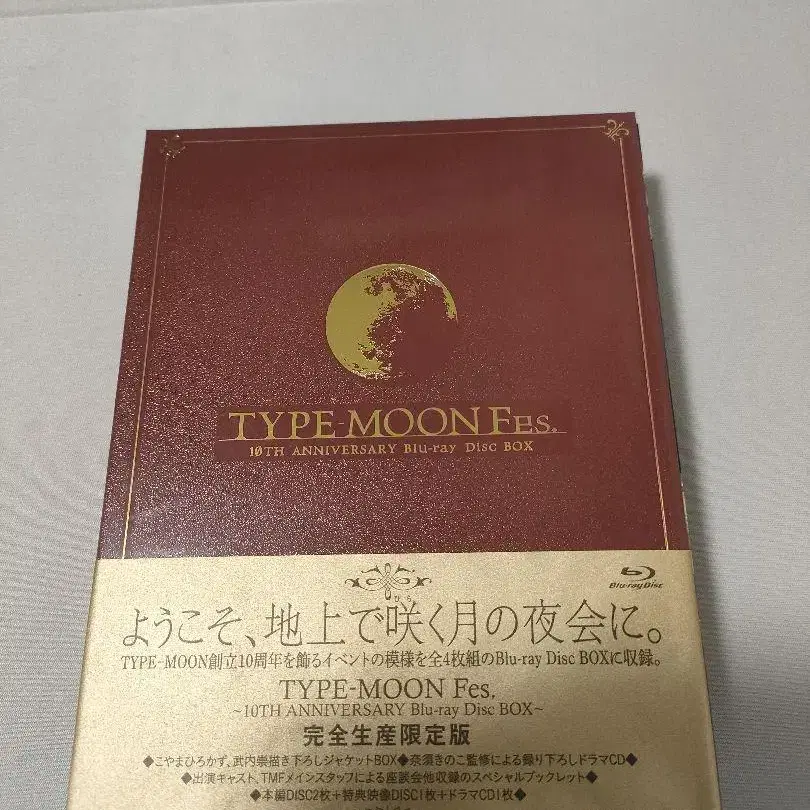 TYPE-MOON FES.
10TH ANNIVERSARY Blu-ray Disc BOX
Blu-ray Disc
ひら
ようこそ、地上で咲く月の夜会に。
TYPE-MOON創立10周年を飾るイベントの模様を全4枚組のBlu-ray Disc BOXに収録。
TYPE-MOON Fes.
~10TH ANNIVERSARY Blu-ray Disc BOX~
完全生産限定版
◆こやまひろかず、武内崇描き下ろしジャケットBOX◆奈須きのこ監修による録り下ろしドラマCD◆
◆出演キャスト、TMFメインスタッフによる座談会他収録のスペシャルブックレット◆
◆本編DISC2枚+特典映像DISC1枚+ドラマCD1枚◆